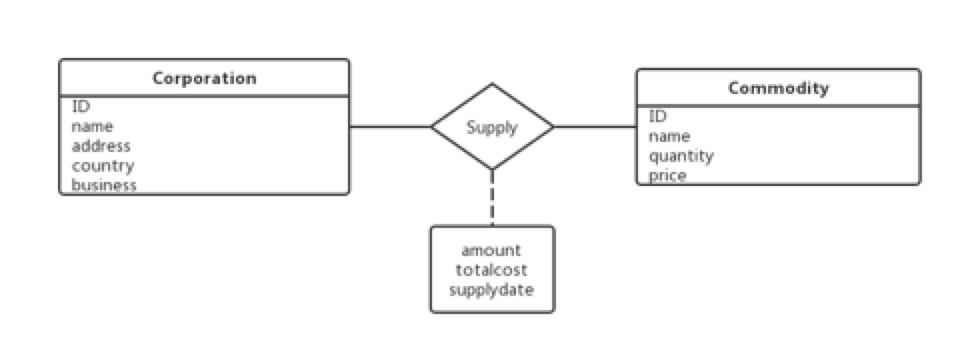 Corporation
ID
name
address
country
business
Supply
amount
totalcost
supplydate
Commodity
ID
name
quantity
price